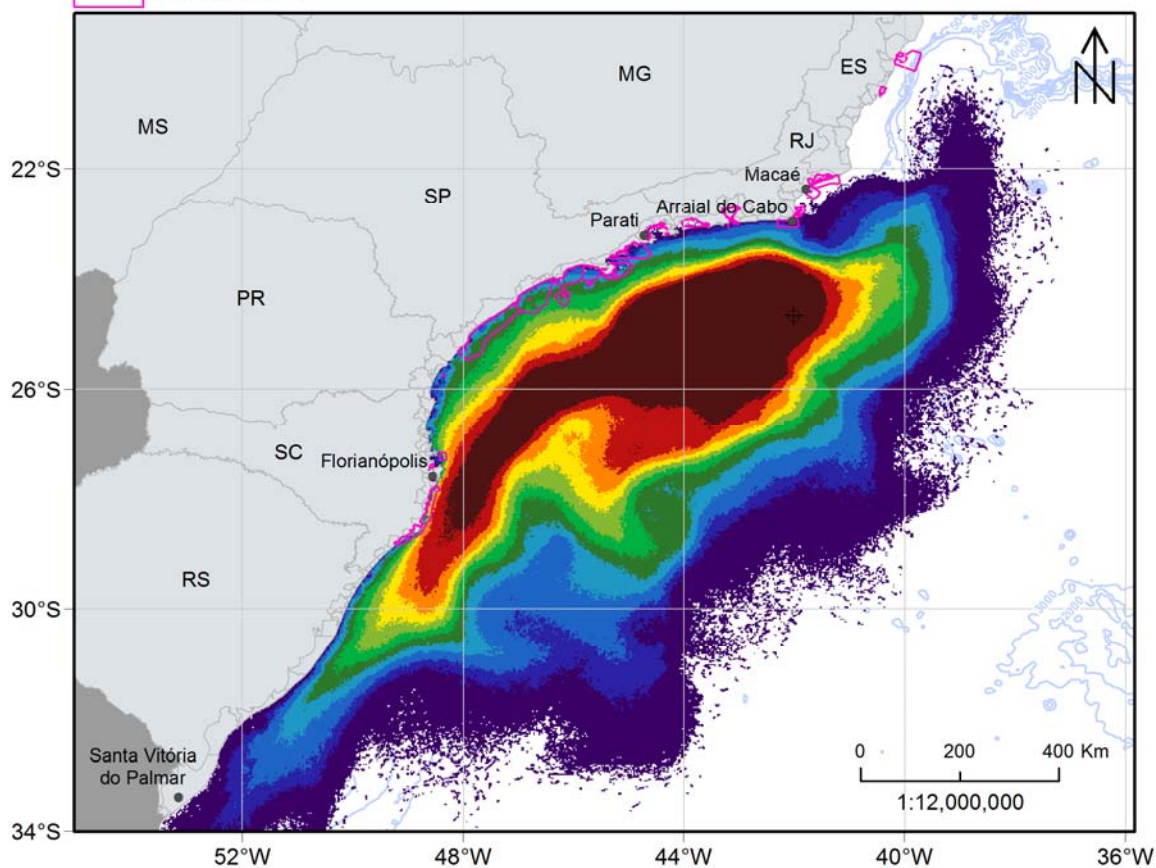 MG
ES
MS
RJ
22°S
Macaé
SP
Arraial do Cabo
Parati
PR
26°S
SC
Florianópolis
RS
30°S
Santa Vitória
do Palmar
0 200 400 Km
1:12,000,000
34°S
52°W 48°W 44°W 40°W 36°W
N